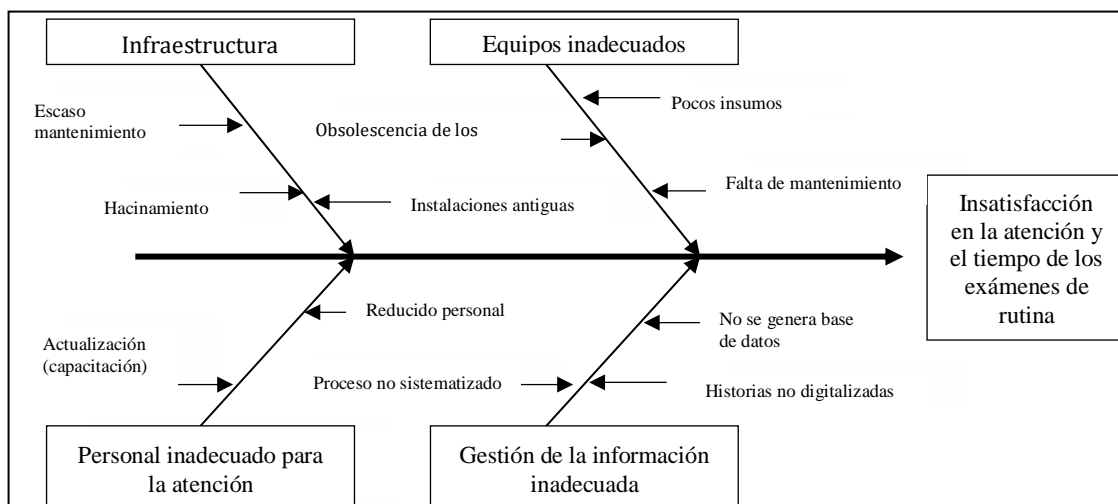 Infraestructura
Equipos inadecuados
Escaso
mantenimiento
Pocos insumos
Obsolescencia de los
Hacinamiento
Instalaciones antiguas
Falta de mantenimiento
Insatisfacción
en la atención y
el tiempo de los
exámenes de
rutina
Reducido personal
No se genera base
de datos
Actualización
(capacitación)
Proceso no sistematizado
Historias no digitalizadas
Personal inadecuado para
la atención
Gestión de la información
inadecuada